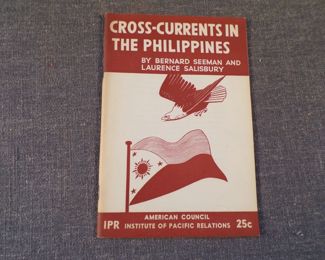 CROSS-CURRENTS IN
THE PHILIPPINES
BY BERNARD SEEMAN AND
LAURENCE SALISBURY
AMERICAN COUNCIL
IPR INSTITUTE OF PACIFIC RELATIONS 25c